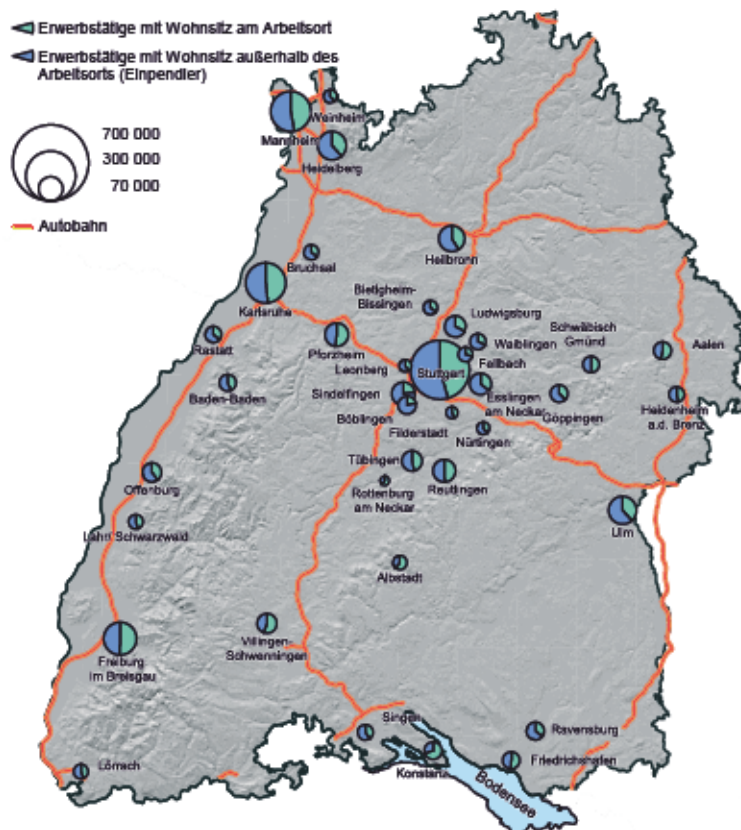 Erwerbstätige mit Wohnsitz am Arbeitsort
Erwerbstätige mit Wohnsitz außerhalb des
Arbeitsorts (Einpendler)
700 000
300 000
70 000
Autobahn
Weinheim
Mannheim
Heidelberg
Heilbronn
Bruchsal
Bietigheim-
Bissingen
Karlsruhe
Ludwigsburg
Rastatt
Pforzheim
Waiblingen
Schwäbisch
Gmünd
Aalen
Leonberg
Fellbach
Stuttgart
Baden-Baden
Sindelfingen
Esslingen
am Neckar
Göppingen
Heidenheim
a.d. Brenz
Böblingen
Filderstadt
Nürtingen
Tübingen
Reutlingen
Offenburg
Rottenburg
am Neckar
Lahr/ Schwarzwald
Ulm
Albstadt
Villingen-
Schwenningen
Freiburg
im Breisgau
Singen
Ravensburg
Konstanz
Friedrichshafen
Lörrach
Bodensee